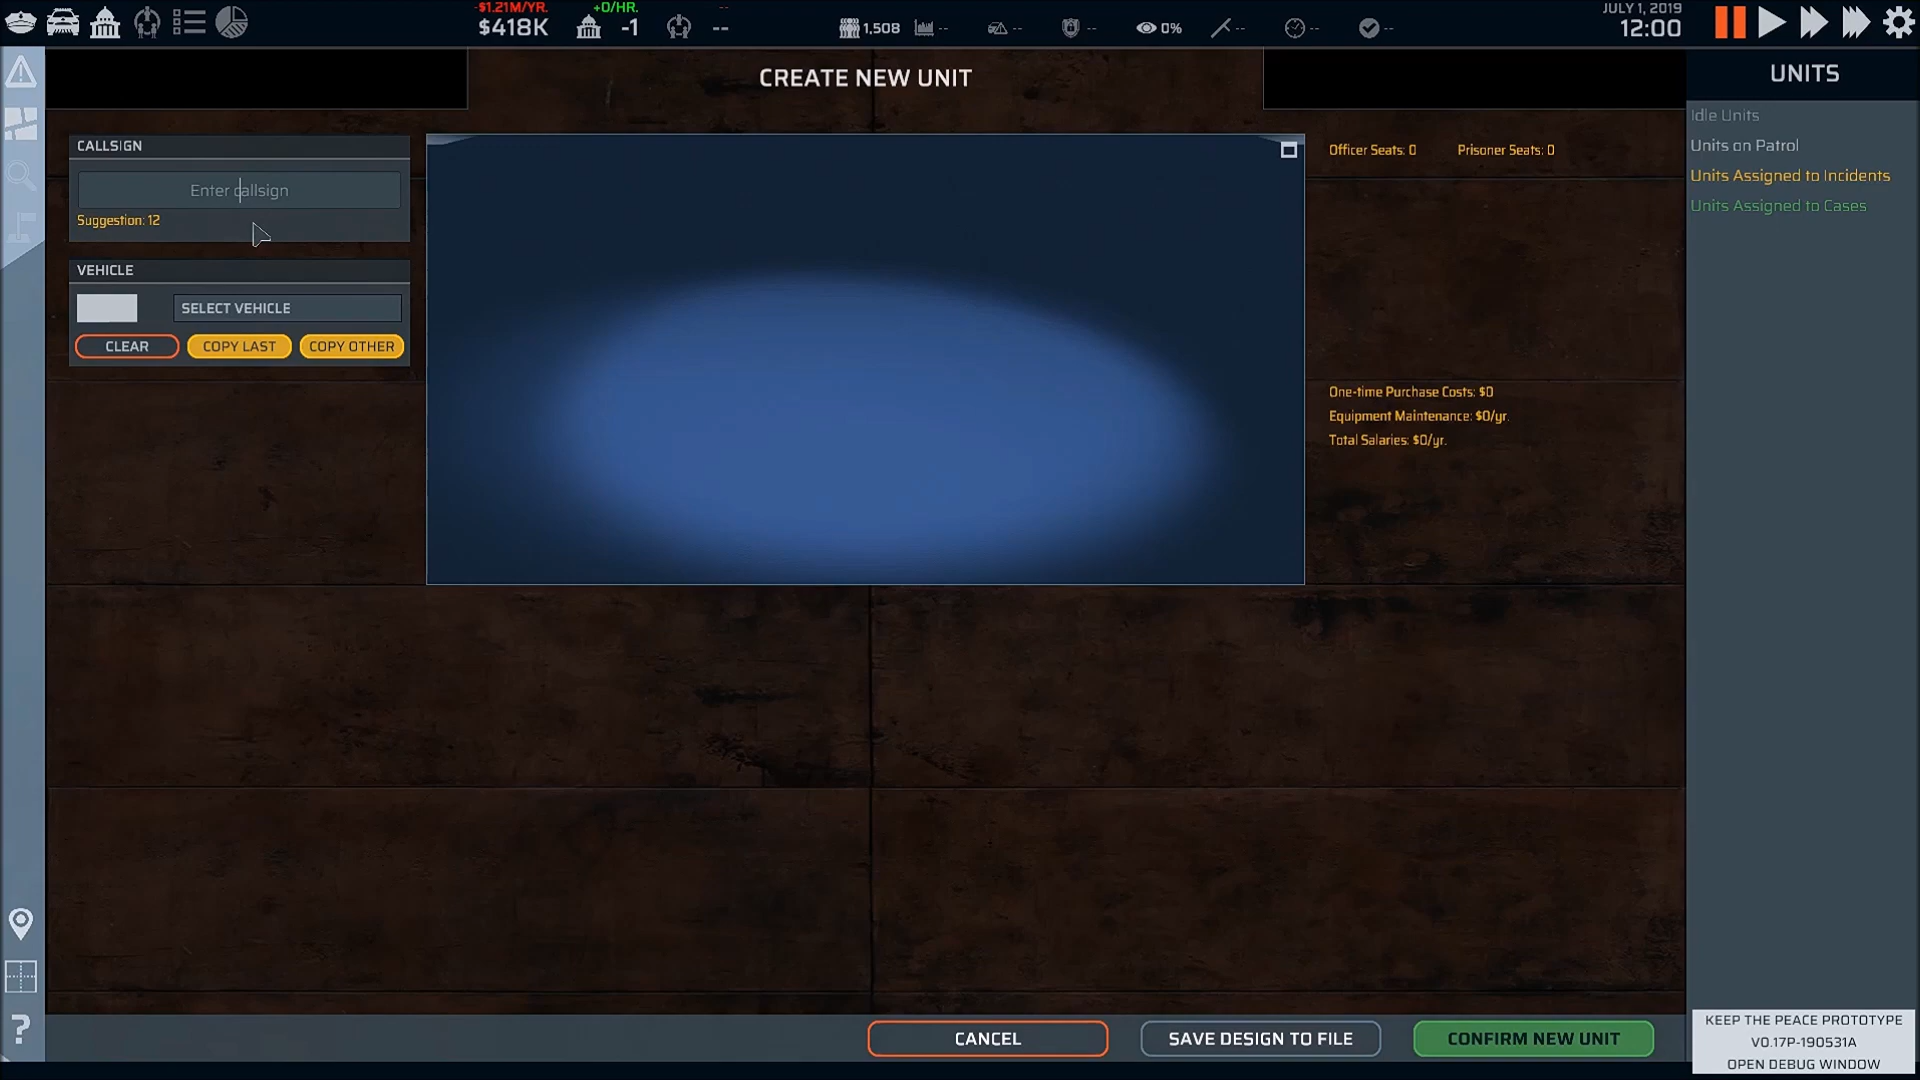 -$1.21M/YR.
$418K
+0/HR.
-1
--
--
1,508
--
--
--
0%
--
--
--
JULY 1, 2019
12:00
CREATE NEW UNIT
UNITS
Idle Units
Units on Patrol
Units Assigned to Incidents
Units Assigned to Cases
CALLSIGN
Enter callsign
Suggestion: 12
VEHICLE
SELECT VEHICLE
CLEAR
COPY LAST
COPY OTHER
Officer Seats: 0
Prisoner Seats: 0
One-time Purchase Costs: $0
Equipment Maintenance: $0/yr.
Total Salaries: $0/yr.
CANCEL
SAVE DESIGN TO FILE
CONFIRM NEW UNIT
KEEP THE PEACE PROTOTYPE
V0.17P-190531A
OPEN DEBUG WINDOW